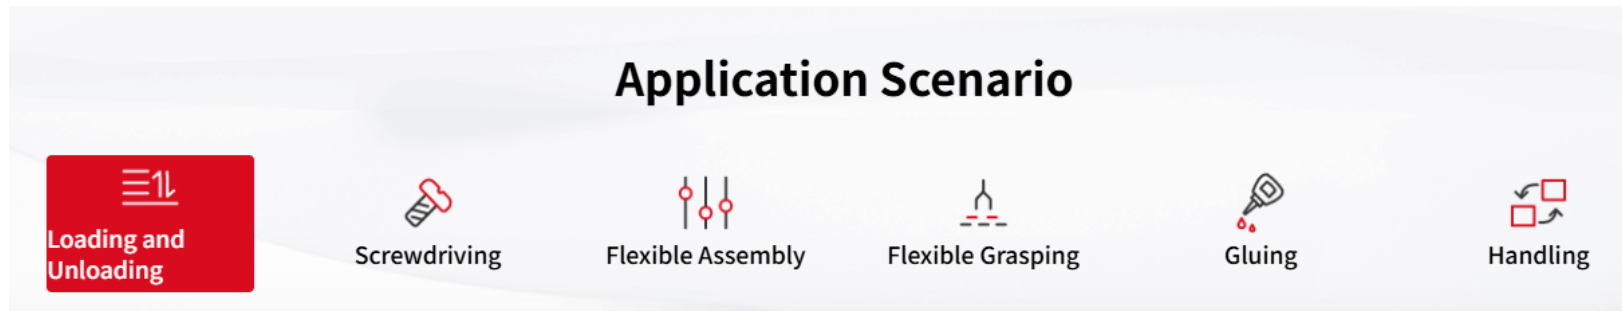 Application Scenario
Loading and
Unloading
Screwdriving
Flexible Assembly
Flexible Grasping
Gluing
Handling